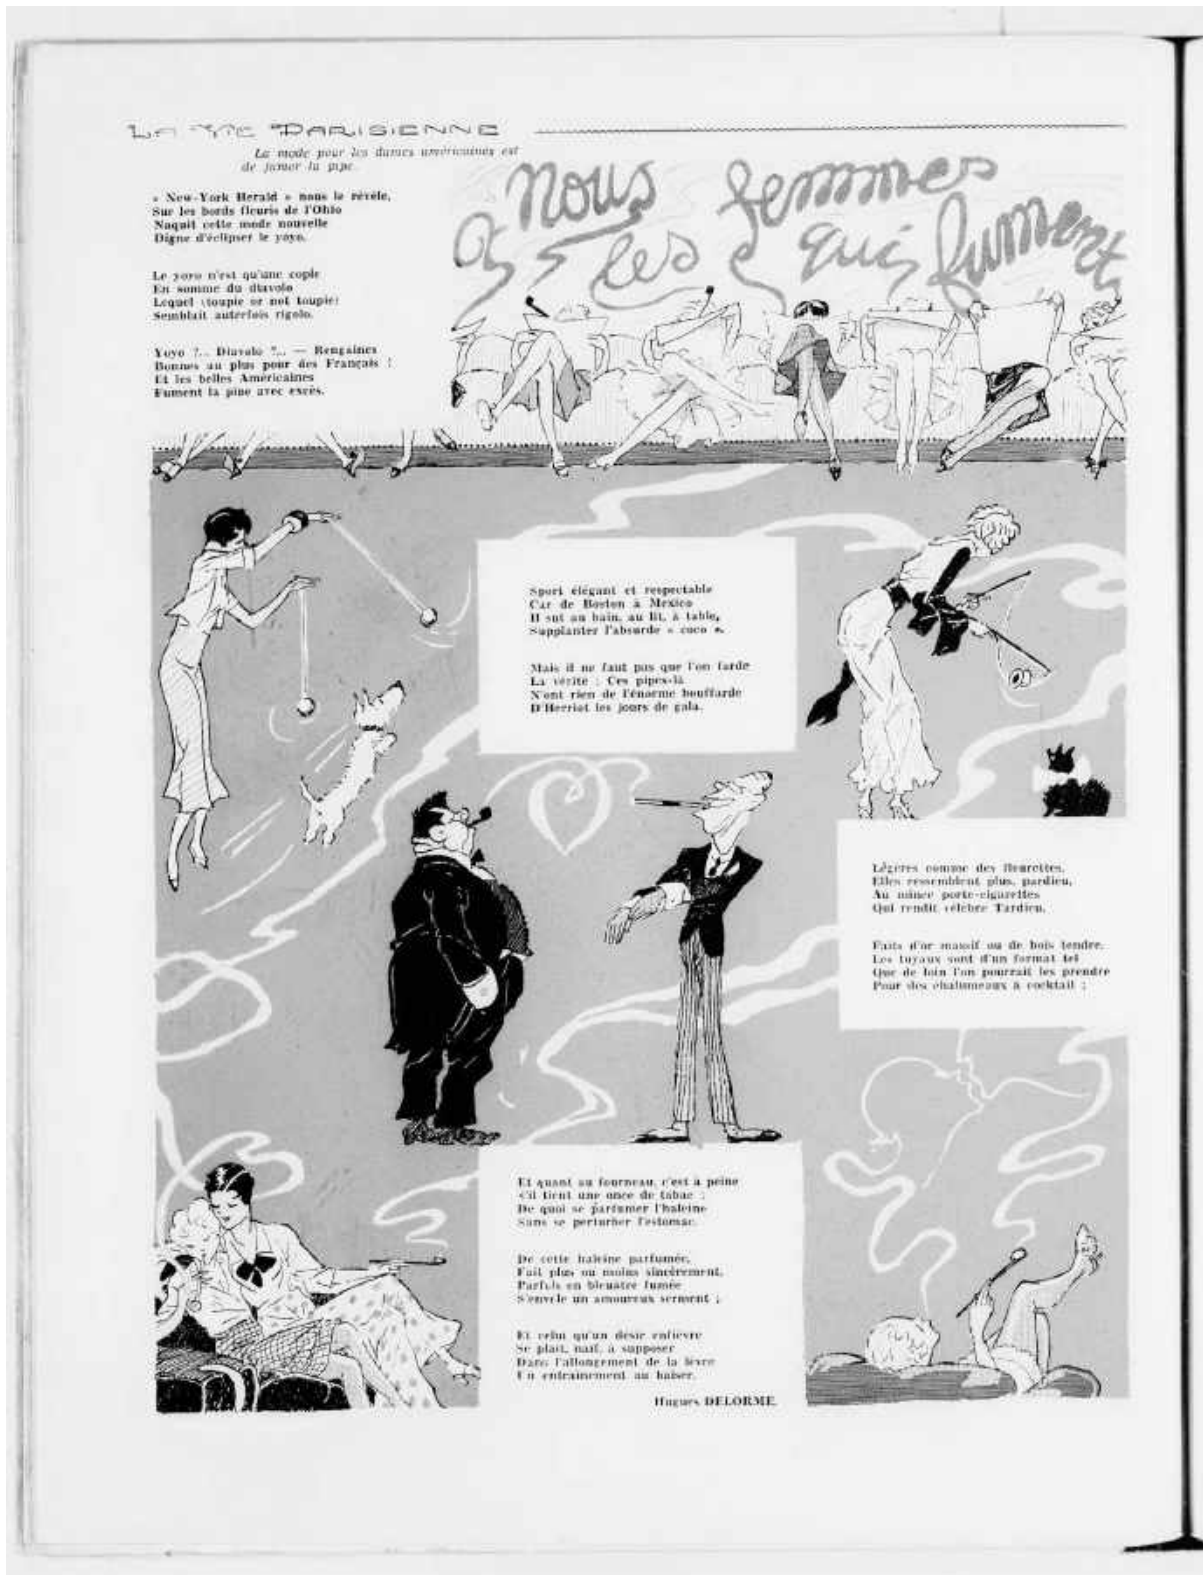 LA VIE PARISIENNE
La mode pour les dames américaines est
de fumer la pipe.
À nous les femmes qui fument
« New-York Herald » nous le révèle,
Sur les bords fleuris de l'Ohio
Naquit cette mode nouvelle
Digne d'éclipser le yoyo.
Le yoyo n'est qu'une copie
En somme du diavolo
Lequel (toupie or not toupie)
Semblait autrefois rigolo.
Yoyo ?... Diavolo ?... — Rengaines
Bonnes au plus pour des Français !
Et les belles Américaines
Fument la pipe avec excès.
Sport élégant et respectable
Car de Boston à Mexico
Il sut au bain, au lit, à table,
Supplanter l'absurde « coco ».
Mais il ne faut pas que l'on farde
La vérité : Ces pipes-là
N'ont rien de l'énorme bouffarde
D'Herriot les jours de gala.
Légères comme des fleurettes,
Elles ressemblent plus, pardieu,
Au mince porte-cigarettes
Qui rendit célèbre Tardieu.
Faits d'or massif ou de bois tendre,
Les tuyaux sont d'un format tel
Que de loin l'on pourrait les prendre
Pour des chalumeaux à cocktail ;
Et quant au fourneau, c'est à peine
S'il tient une once de tabac ;
De quoi se parfumer l'haleine
Sans se perturber l'estomac.
De cette haleine parfumée,
Fait plus ou moins sincèrement,
Parfois en bleuâtre fumée
S'envole un amoureux serment ;
Et celui qu'un désir enfièvre
Se plaît, naïf, à supposer
Dans l'allongement de la lèvre
Un entraînement au baiser.
Hugues DELORME.